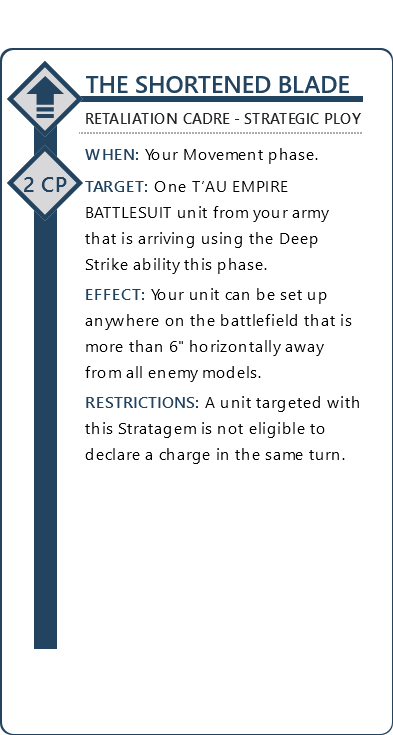 THE SHORTENED BLADE
RETALIATION CADRE - STRATEGIC PLOY
WHEN: Your Movement phase.
2 CP
TARGET: One T'AU EMPIRE
BATTLESUIT unit from your army
that is arriving using the Deep
Strike ability this phase.
EFFECT: Your unit can be set up
anywhere on the battlefield that is
more than 6" horizontally away
from all enemy models.
RESTRICTIONS: A unit targeted with
this Stratagem is not eligible to
declare a charge in the same turn.